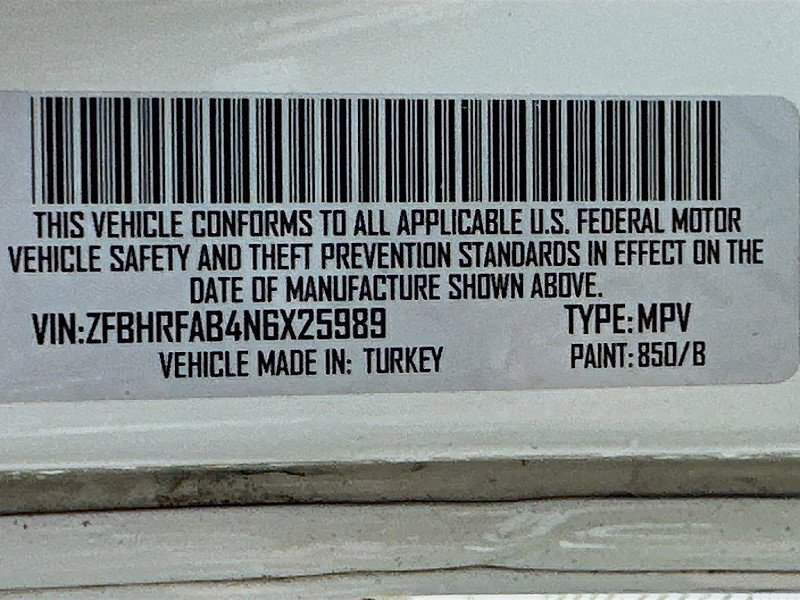 THIS VEHICLE CONFORMS TO ALL APPLICABLE U.S. FEDERAL MOTOR
VEHICLE SAFETY AND THEFT PREVENTION STANDARDS IN EFFECT ON THE
DATE OF MANUFACTURE SHOWN ABOVE.
VIN:ZFBHRFAB4N6X25989 TYPE:MPV
VEHICLE MADE IN: TURKEY PAINT: 850/B